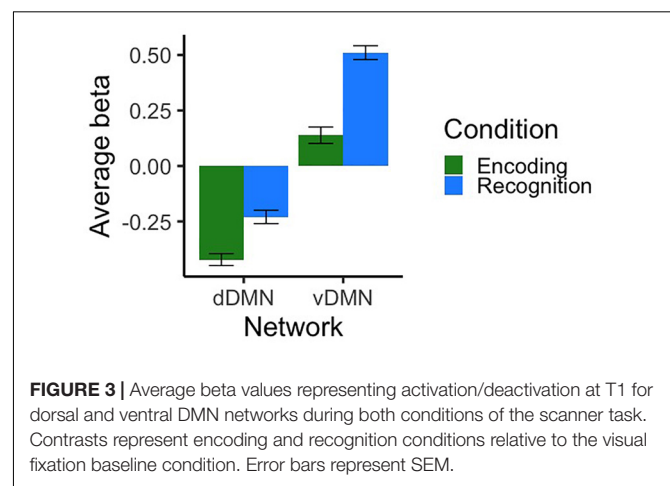 0.50
0.25
0.00
-0.25
Average beta
dDMN vDMN
Network
Condition
Encoding
Recognition
FIGURE 3 | Average beta values representing activation/deactivation at T1 for
dorsal and ventral DMN networks during both conditions of the scanner task.
Contrasts represent encoding and recognition conditions relative to the visual
fixation baseline condition. Error bars represent SEM.